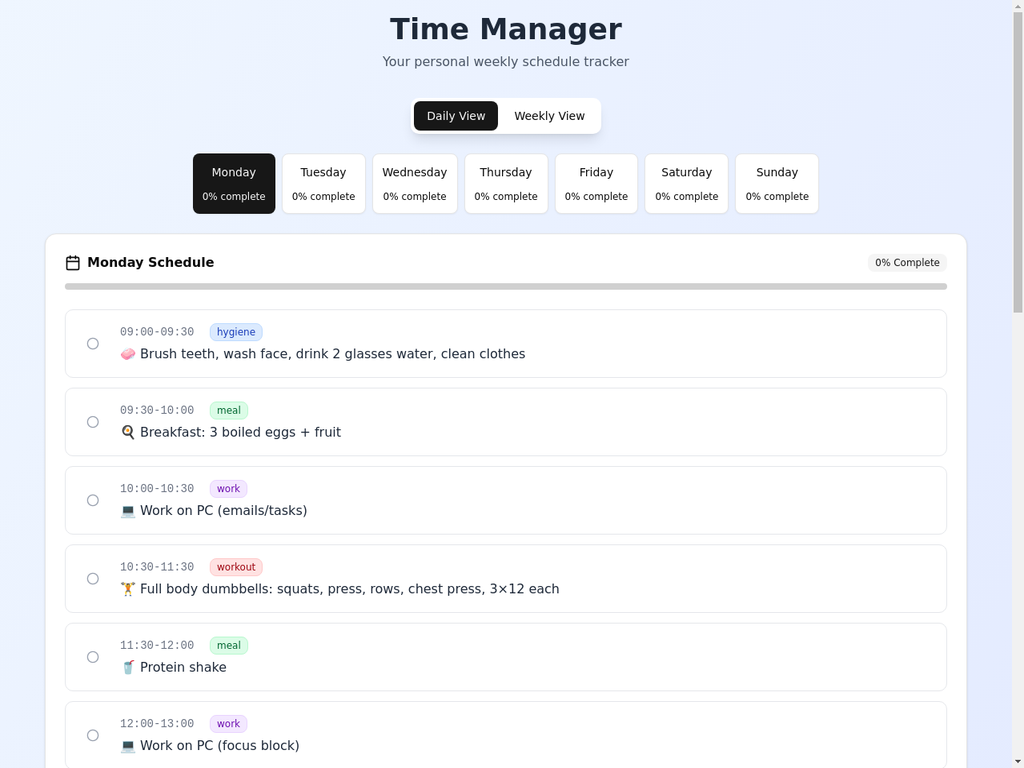 Time Manager
Your personal weekly schedule tracker
Daily View Weekly View
Monday Tuesday Wednesday Thursday Friday Saturday Sunday
0% complete 0% complete 0% complete 0% complete 0% complete 0% complete 0% complete
Monday Schedule 0% Complete
09:00-09:30 hygiene
🧼 Brush teeth, wash face, drink 2 glasses water, clean clothes
09:30-10:00 meal
🍳 Breakfast: 3 boiled eggs + fruit
10:00-10:30 work
💻 Work on PC (emails/tasks)
10:30-11:30 workout
🏋️ Full body dumbbells: squats, press, rows, chest press, 3×12 each
11:30-12:00 meal
🥤 Protein shake
12:00-13:00 work
💻 Work on PC (focus block)